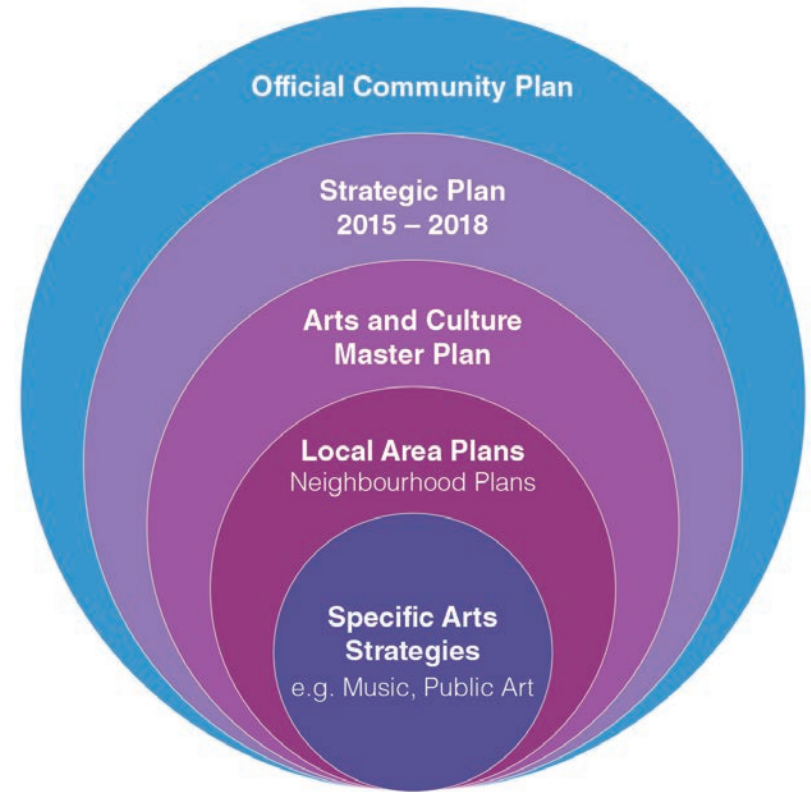 Official Community Plan
Strategic Plan
2015 – 2018
Arts and Culture
Master Plan
Local Area Plans
Neighbourhood Plans
Specific Arts
Strategies
e.g. Music, Public Art